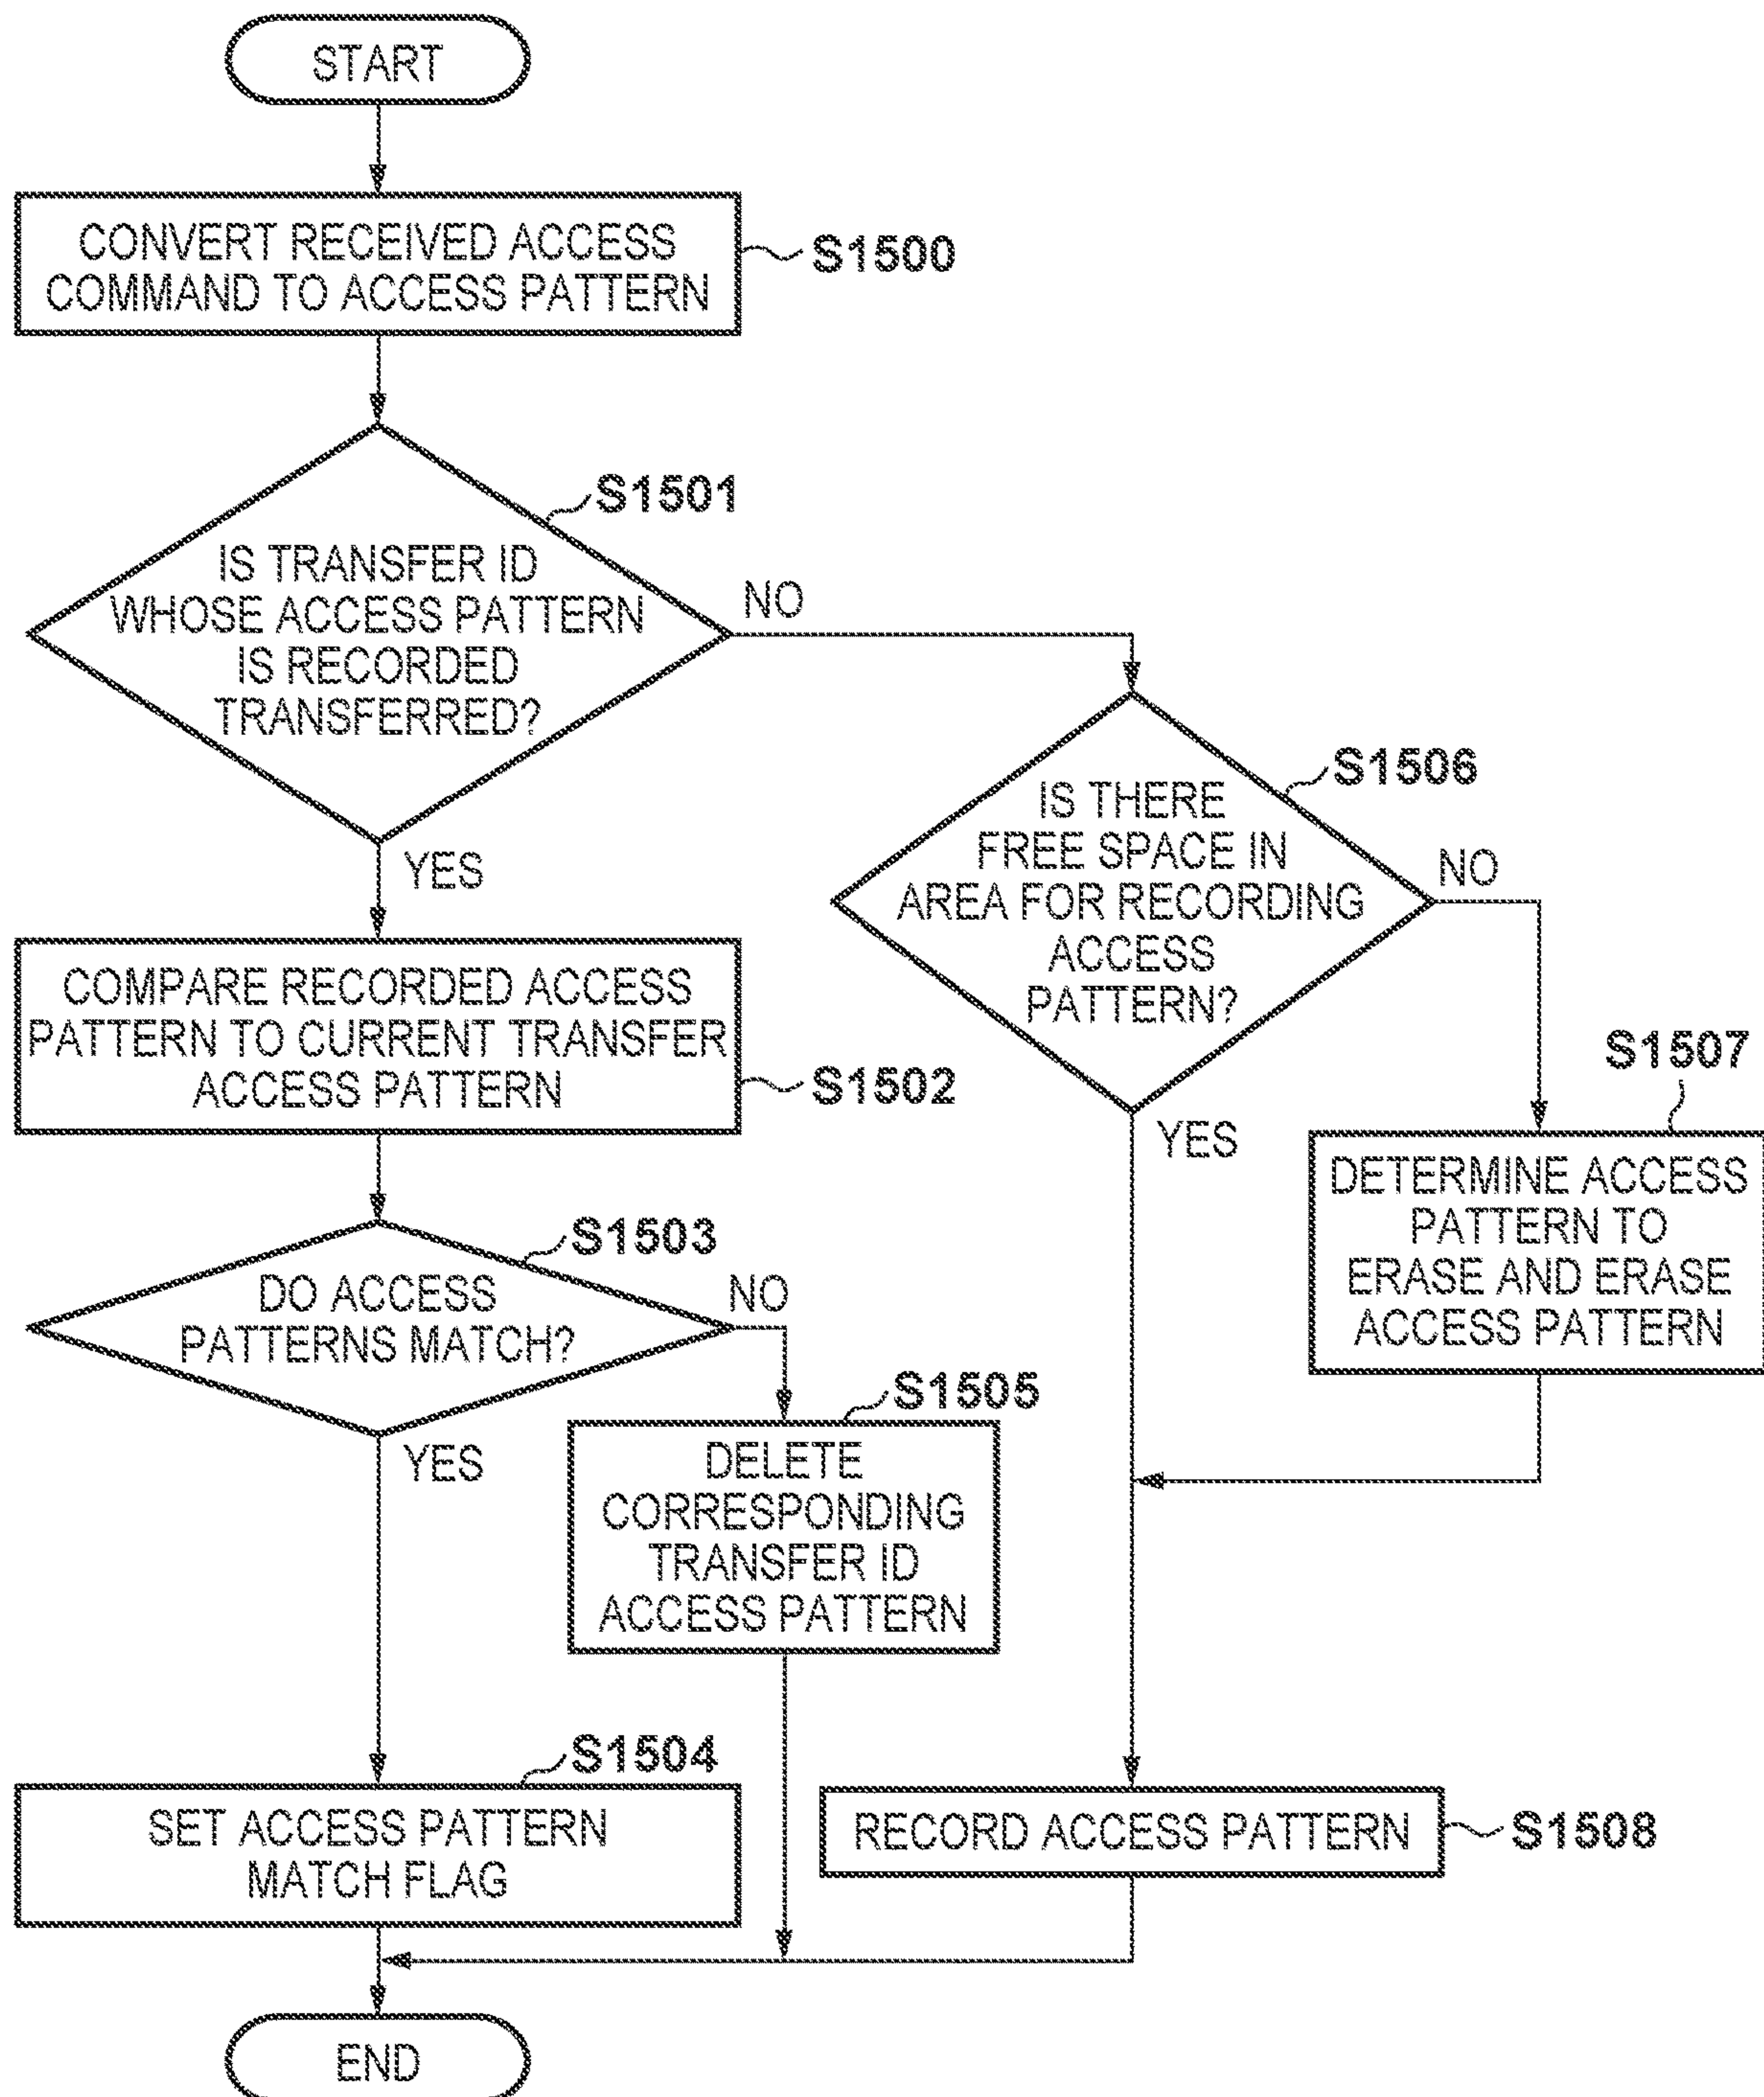 START
CONVERT RECEIVED ACCESS
COMMAND TO ACCESS PATTERN
S1500
S1501
IS TRANSFER ID
WHOSE ACCESS PATTERN
IS RECORDED
TRANSFERRED?
NO
YES
S1506
IS THERE
FREE SPACE IN
AREA FOR RECORDING
ACCESS
PATTERN?
NO
YES
COMPARE RECORDED ACCESS
PATTERN TO CURRENT TRANSFER
ACCESS PATTERN
S1502
S1507
DETERMINE ACCESS
PATTERN TO
ERASE AND ERASE
ACCESS PATTERN
S1503
DO ACCESS
PATTERNS MATCH?
NO
YES
S1505
DELETE
CORRESPONDING
TRANSFER ID
ACCESS PATTERN
S1504
SET ACCESS PATTERN
MATCH FLAG
RECORD ACCESS PATTERN
S1508
END